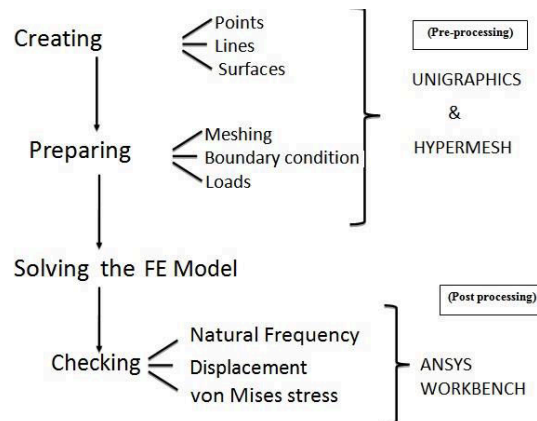 Creating
Points
Lines
Surfaces
(Pre-processing)
UNIGRAPHICS
&
HYPERMESH
Preparing
Meshing
Boundary condition
Loads
Solving the FE Model
(Post processing)
Checking
Natural Frequency
Displacement
von Mises stress
ANSYS
WORKBENCH